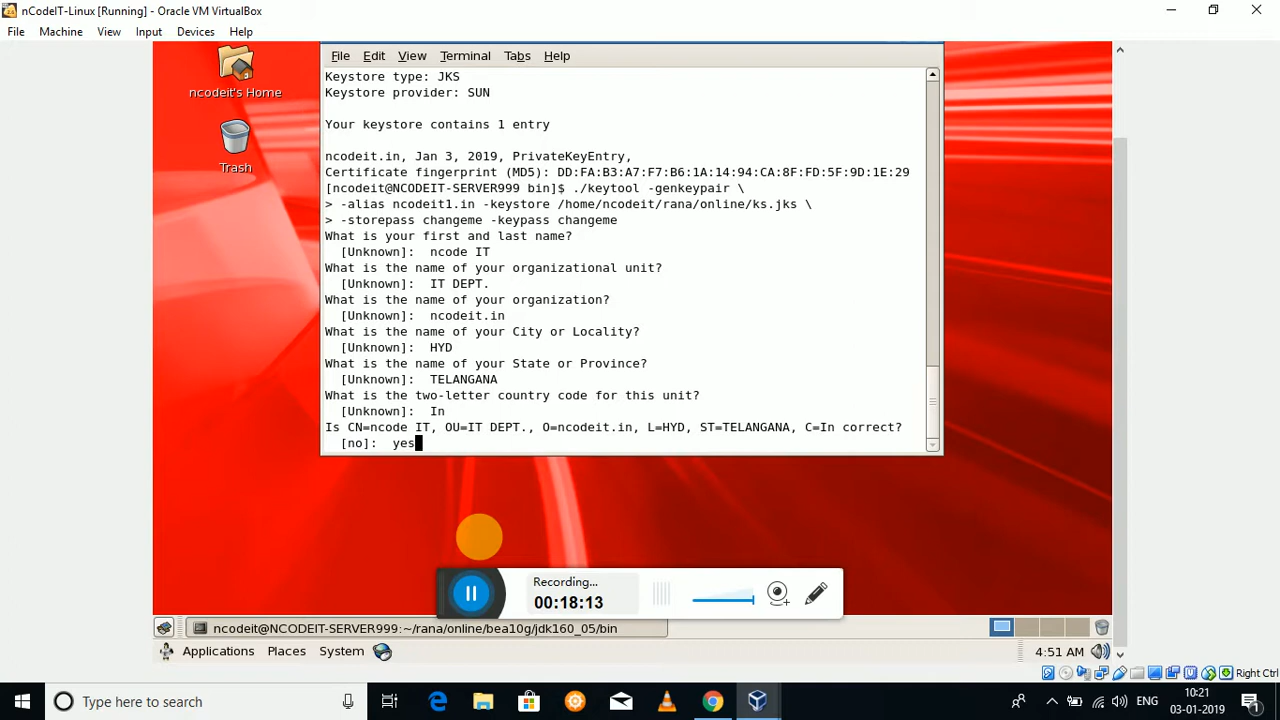 nCodeIT-Linux [Running] - Oracle VM VirtualBox
File Machine View Input Devices Help
ncodeit's Home
Trash
File Edit View Terminal Tabs Help
Keystore type: JKS
Keystore provider: SUN
Your keystore contains 1 entry
ncodeit.in, Jan 3, 2019, PrivateKeyEntry,
Certificate fingerprint (MD5): DD:FA:B3:A7:F7:B6:1A:14:94:CA:8F:FD:5F:9D:1E:29
[ncodeit@NCODEIT-SERVER999 bin]$ ./keytool -genkeypair \
> -alias ncodeit1.in -keystore /home/ncodeit/rana/online/ks.jks \
> -storepass changeme -keypass changeme
What is your first and last name?
[Unknown]: ncode IT
What is the name of your organizational unit?
[Unknown]: IT DEPT.
What is the name of your organization?
[Unknown]: ncodeit.in
What is the name of your City or Locality?
[Unknown]: HYD
What is the name of your State or Province?
[Unknown]: TELANGANA
What is the two-letter country code for this unit?
[Unknown]: In
Is CN=ncode IT, OU=IT DEPT., O=ncodeit.in, L=HYD, ST=TELANGANA, C=In correct?
[no]: yes
Recording...
00:18:13
ncodeit@NCODEIT-SERVER999:~/rana/online/bea10g/jdk160_05/bin
Applications Places System 4:51 AM
Right Ctrl
Type here to search
ENG
10:21
03-01-2019
1